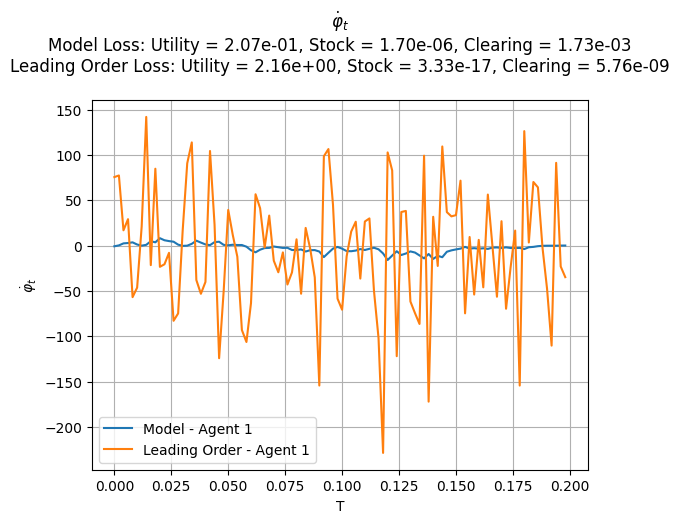 φ̇ₜ
Model Loss: Utility = 2.07e-01, Stock = 1.70e-06, Clearing = 1.73e-03
Leading Order Loss: Utility = 2.16e+00, Stock = 3.33e-17, Clearing = 5.76e-09
150
100
50
0
−50
−100
−150
−200
φ̇ₜ
Model - Agent 1
Leading Order - Agent 1
0.000
0.025
0.050
0.075
0.100
0.125
0.150
0.175
0.200
T